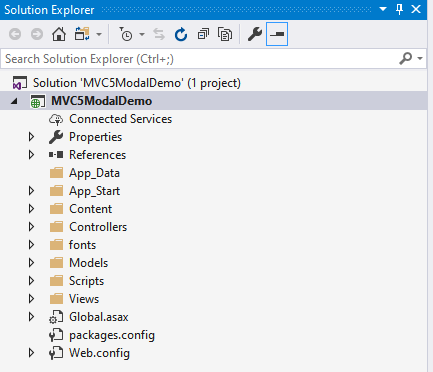 Solution Explorer
Search Solution Explorer (Ctrl+;)
Solution 'MVC5ModalDemo' (1 project)
MVC5ModalDemo
Connected Services
Properties
References
App_Data
App_Start
Content
Controllers
fonts
Models
Scripts
Views
Global.asax
packages.config
Web.config